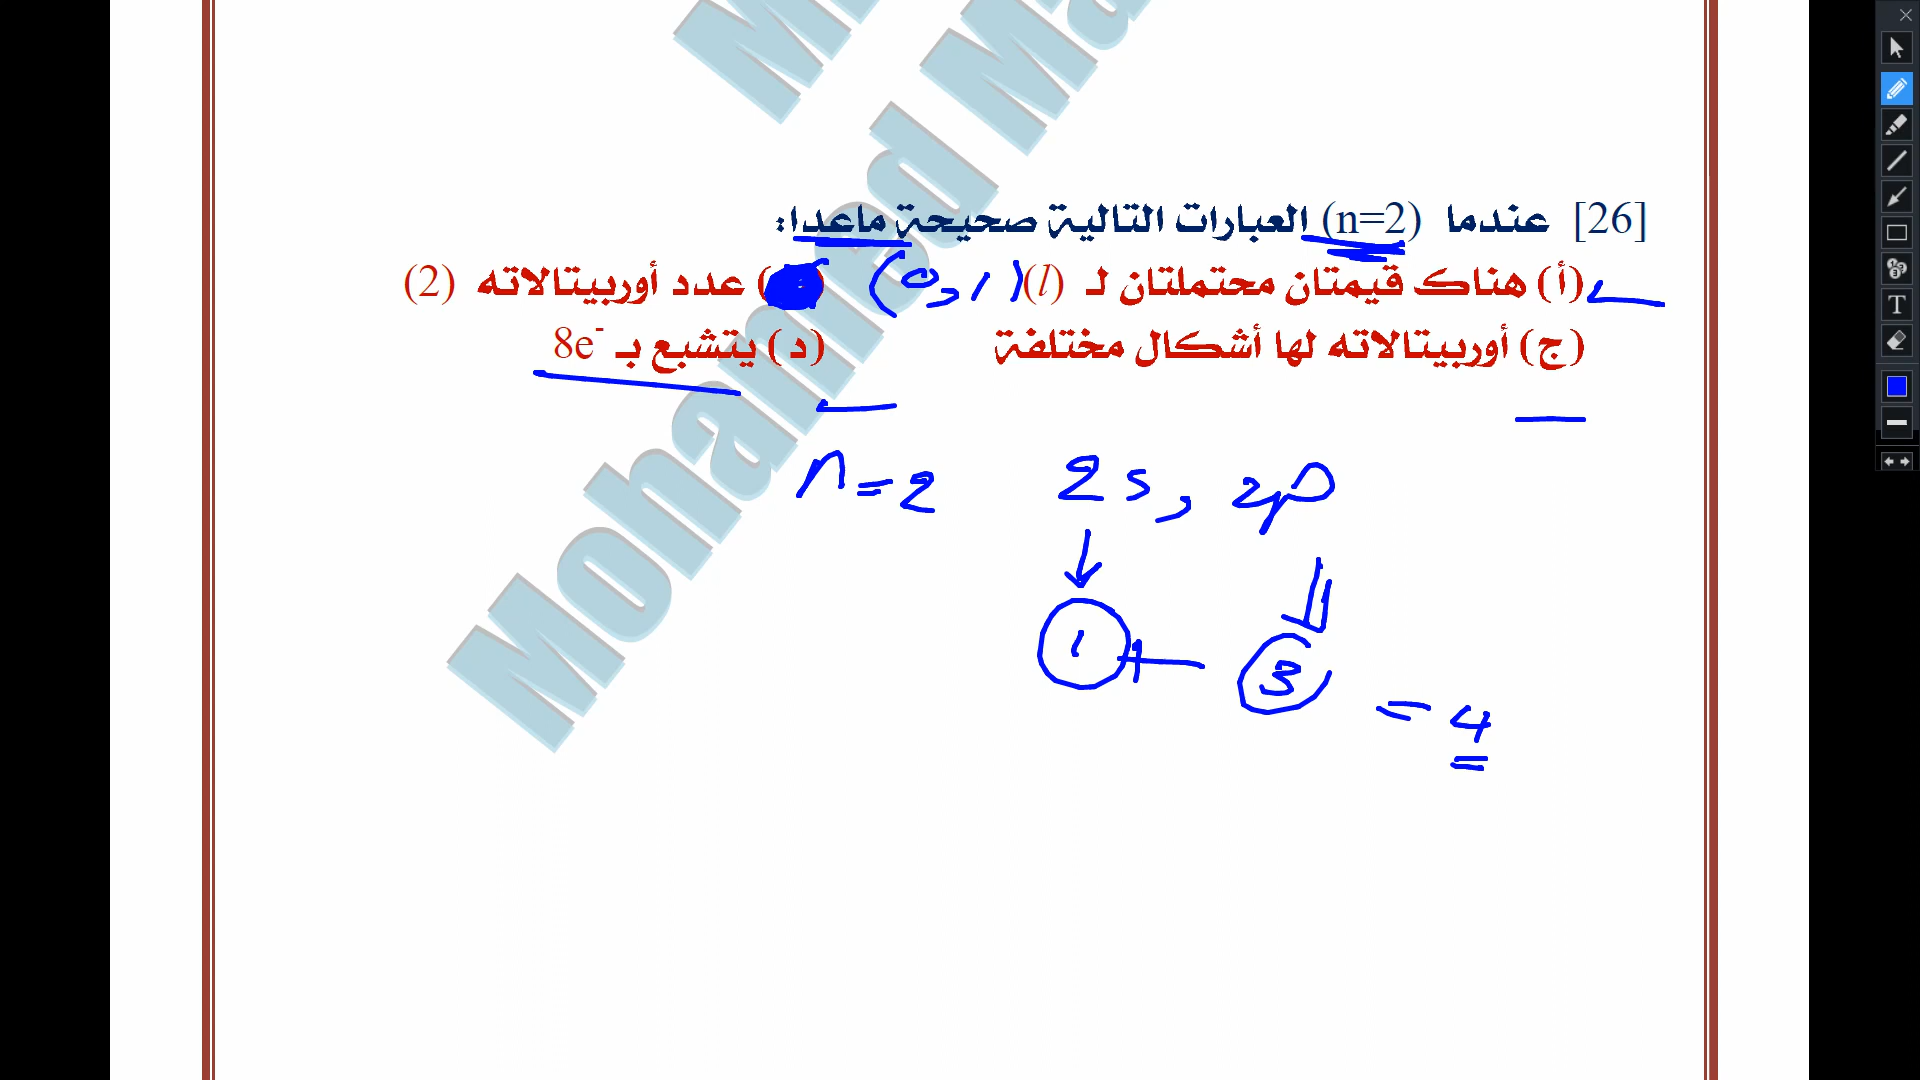 [26] عندما (n=2) العبارات التالية صحيحة ماعدا:
(أ) هناك قيمتان محتملتان لـ (l) (0, 1) عدد أوربيتالاته (2)
(ج) أوربيتالاته لها أشكال مختلفة (د) يتشبع بـ 8e⁻
n=2 2s, 2p
1 + 3 = 4
Mohamed